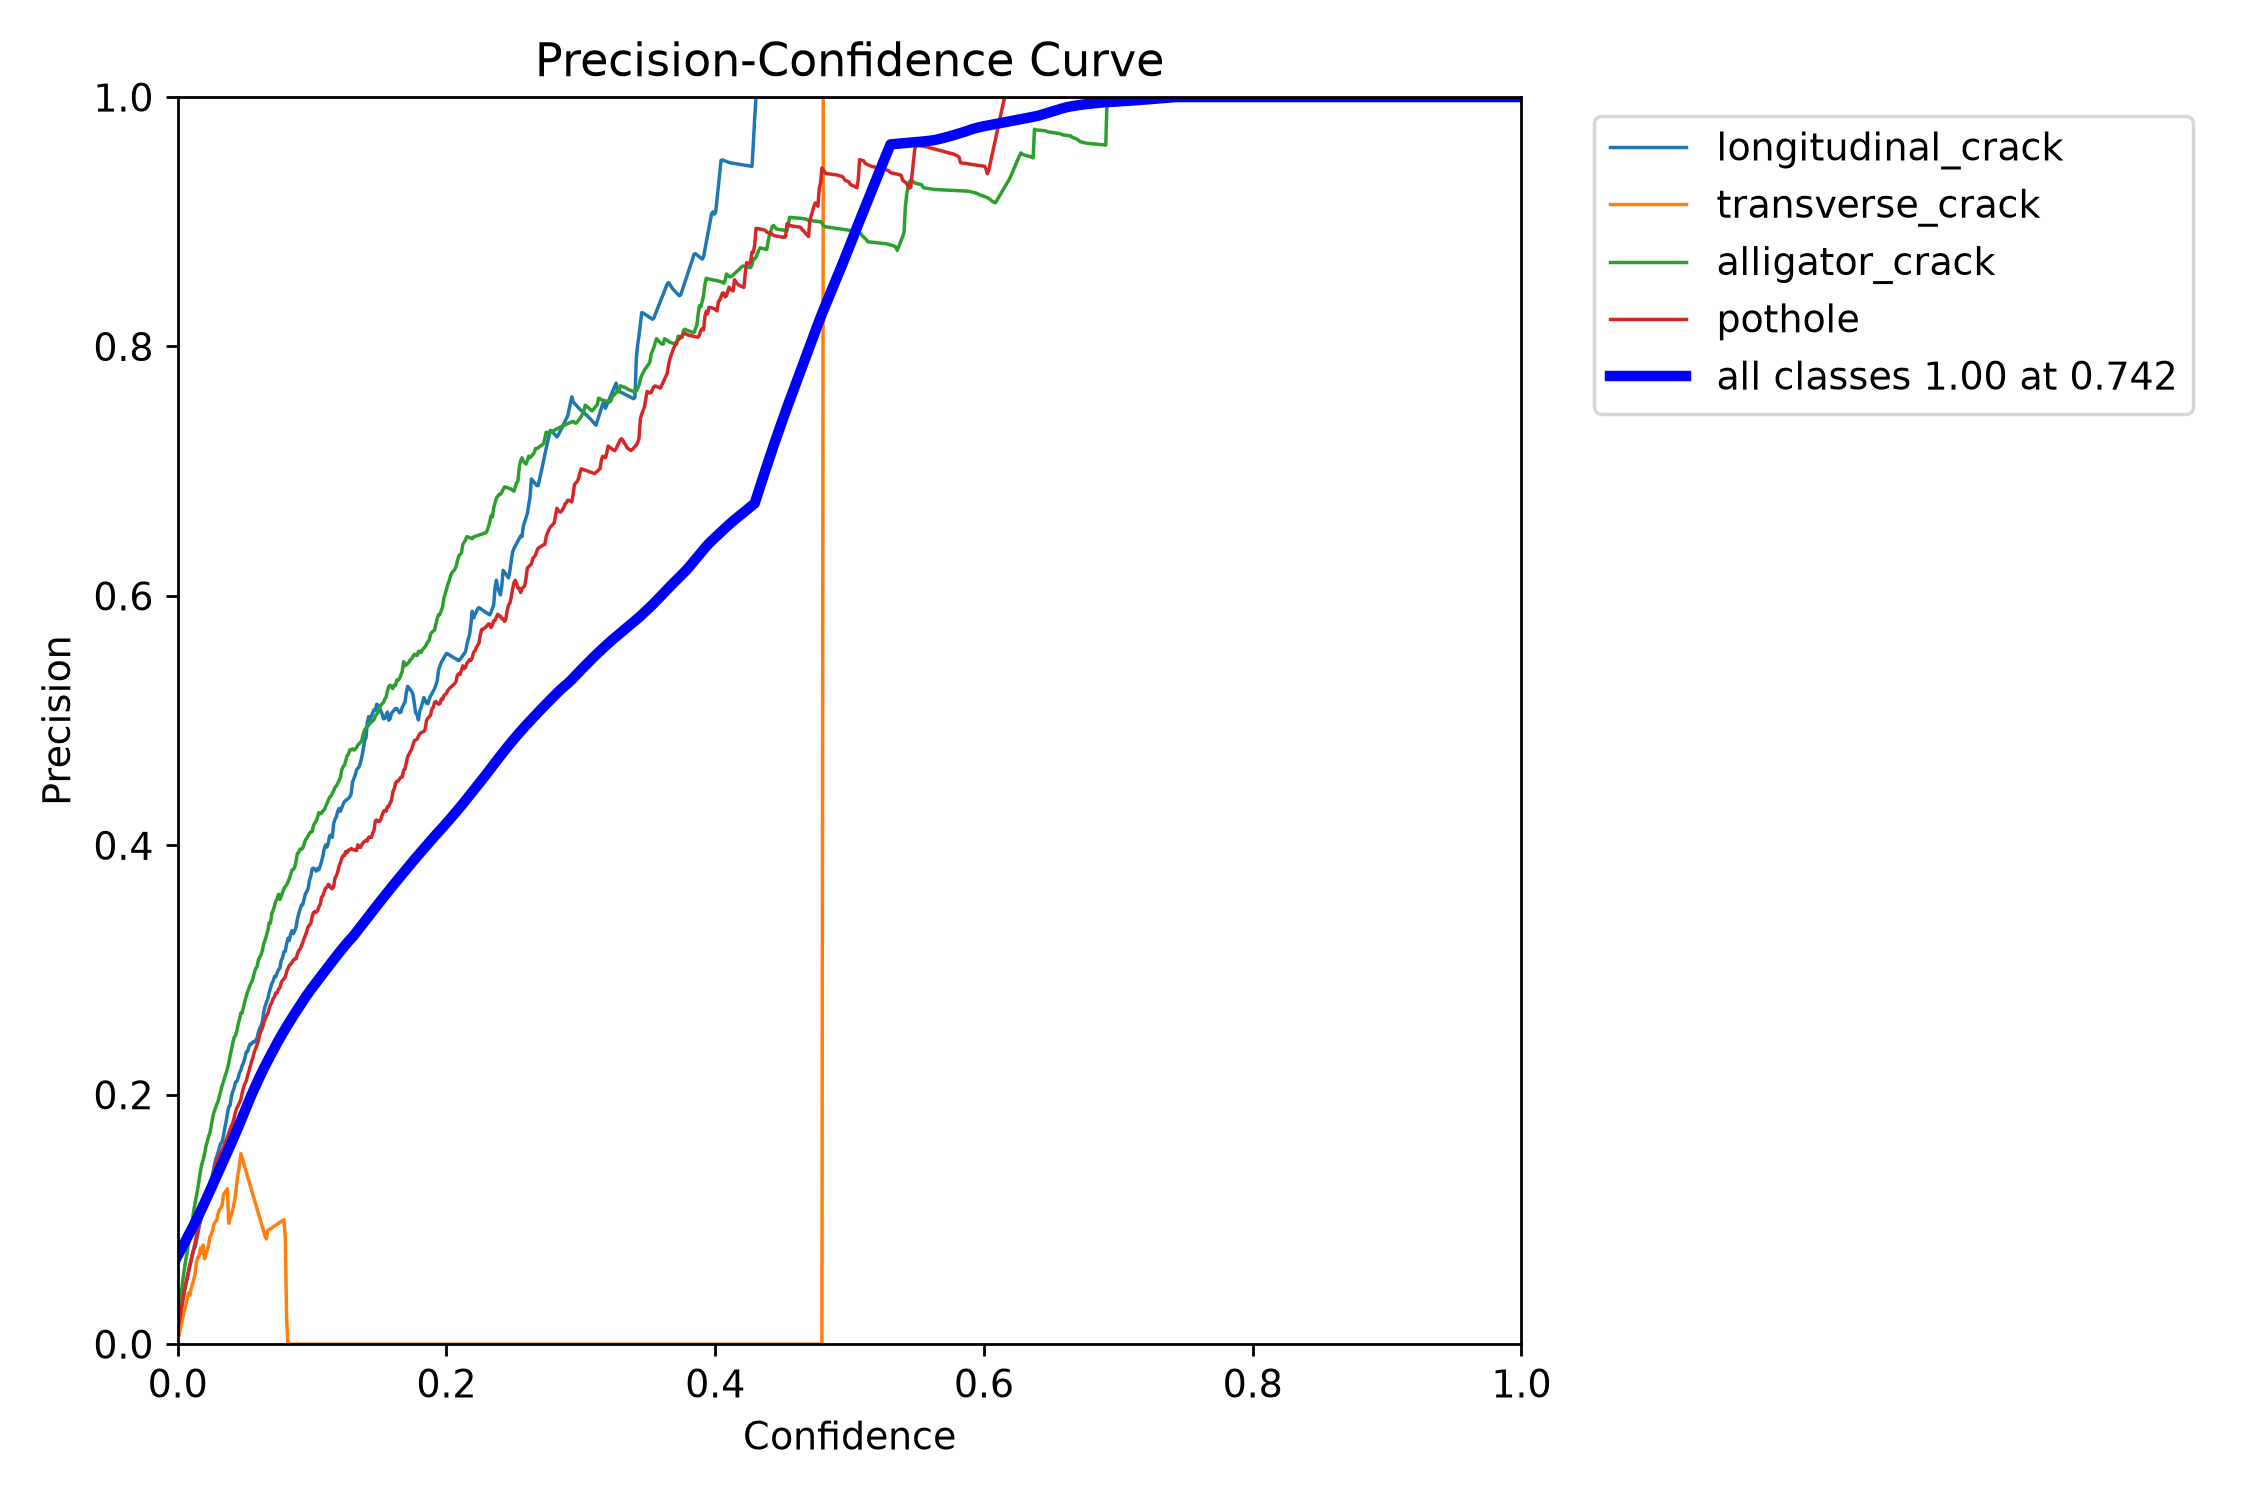 Precision-Confidence Curve
1.0
0.8
0.6
0.4
0.2
0.0
Precision
0.0 0.2 0.4 0.6 0.8 1.0
Confidence
longitudinal_crack
transverse_crack
alligator_crack
pothole
all classes 1.00 at 0.742